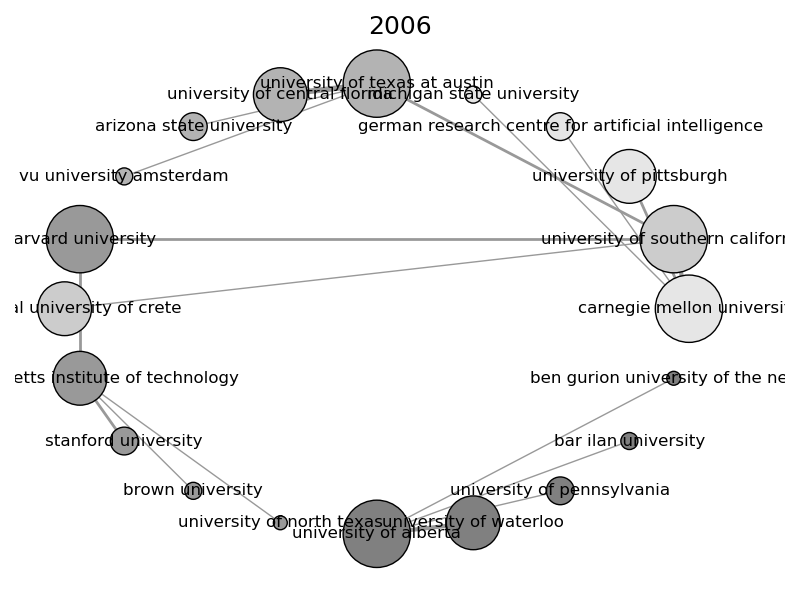 2006
university of texas at austin
university of central florida
michigan state university
arizona state university
german research centre for artificial intelligence
vu university amsterdam
university of pittsburgh
arvard university
university of southern califor
al university of crete
carnegie mellon universit
etts institute of technology
ben gurion university of the ne
stanford university
bar ilan university
brown university
university of pennsylvania
university of north texas
university of waterloo
university of alberta